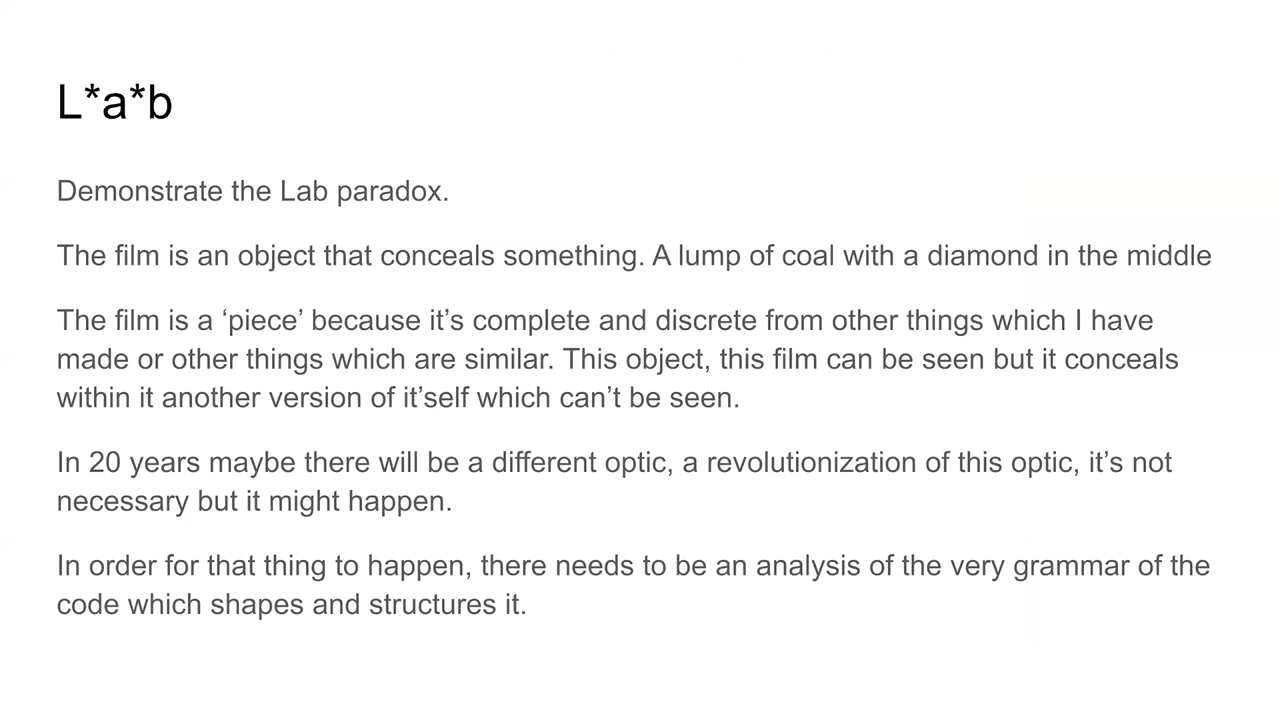 L*a*b
Demonstrate the Lab paradox.
The film is an object that conceals something. A lump of coal with a diamond in the middle
The film is a ‘piece’ because it’s complete and discrete from other things which I have
made or other things which are similar. This object, this film can be seen but it conceals
within it another version of it’self which can’t be seen.
In 20 years maybe there will be a different optic, a revolutionization of this optic, it’s not
necessary but it might happen.
In order for that thing to happen, there needs to be an analysis of the very grammar of the
code which shapes and structures it.